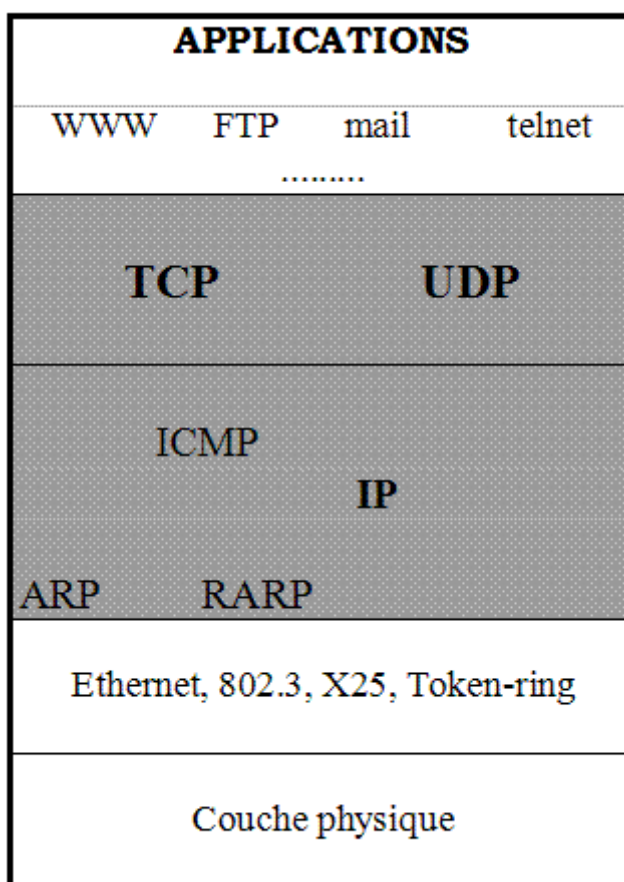 APPLICATIONS
WWW FTP mail telnet
.........
TCP UDP
ICMP
IP
ARP RARP
Ethernet, 802.3, X25, Token-ring
Couche physique